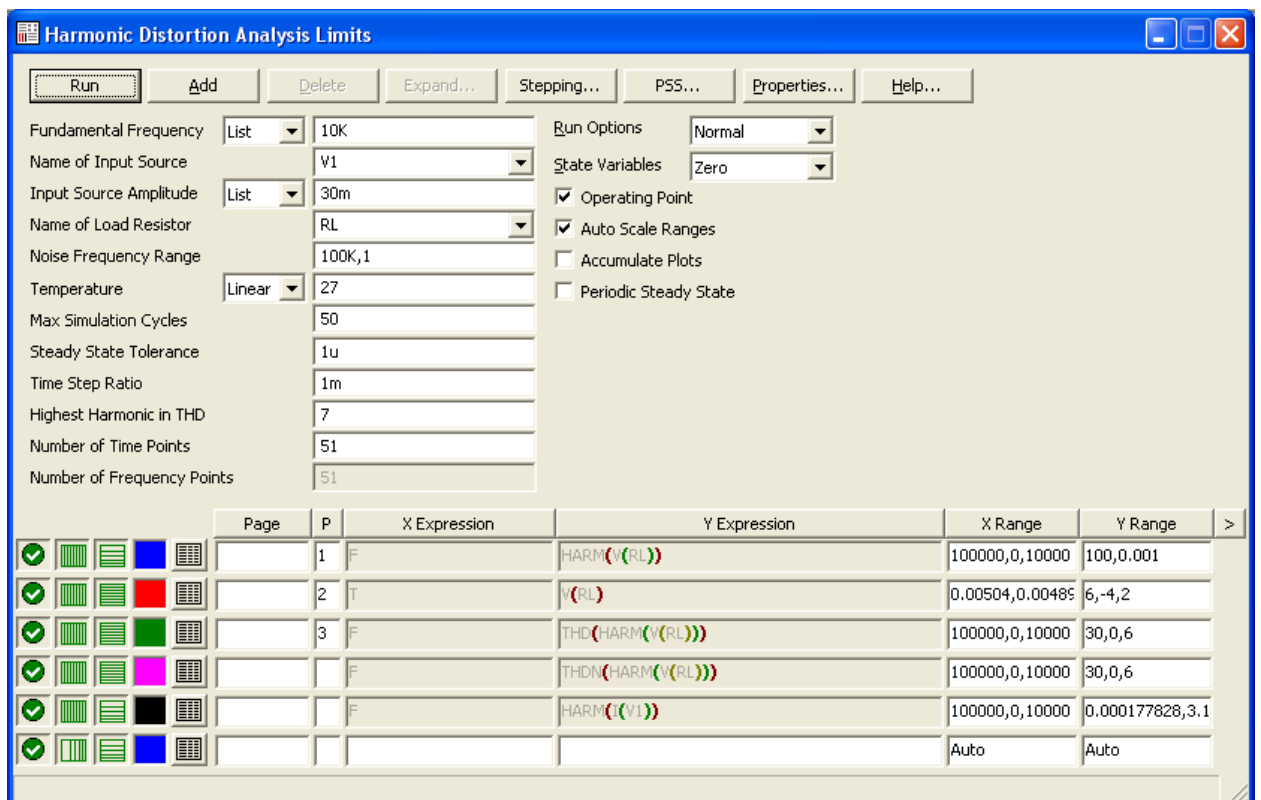 Harmonic Distortion Analysis Limits
Run Add Delete Expand... Stepping... PSS... Properties... Help...
Fundamental Frequency List 10K
Name of Input Source V1
Input Source Amplitude List 30m
Name of Load Resistor RL
Noise Frequency Range 100K,1
Temperature Linear 27
Max Simulation Cycles 50
Steady State Tolerance 1u
Time Step Ratio 1m
Highest Harmonic in THD 7
Number of Time Points 51
Number of Frequency Points 51
Run Options Normal
State Variables Zero
Operating Point
Auto Scale Ranges
Accumulate Plots
Periodic Steady State
Page P X Expression Y Expression X Range Y Range >
1 F HARM(V(RL)) 100000,0,10000 100,0.001
2 T V(RL) 0.00504,0.00489 6,-4,2
3 F THD(HARM(V(RL))) 100000,0,10000 30,0,6
F THDN(HARM(V(RL))) 100000,0,10000 30,0,6
F HARM(I(V1)) 100000,0,10000 0.000177828,3.1
Auto Auto